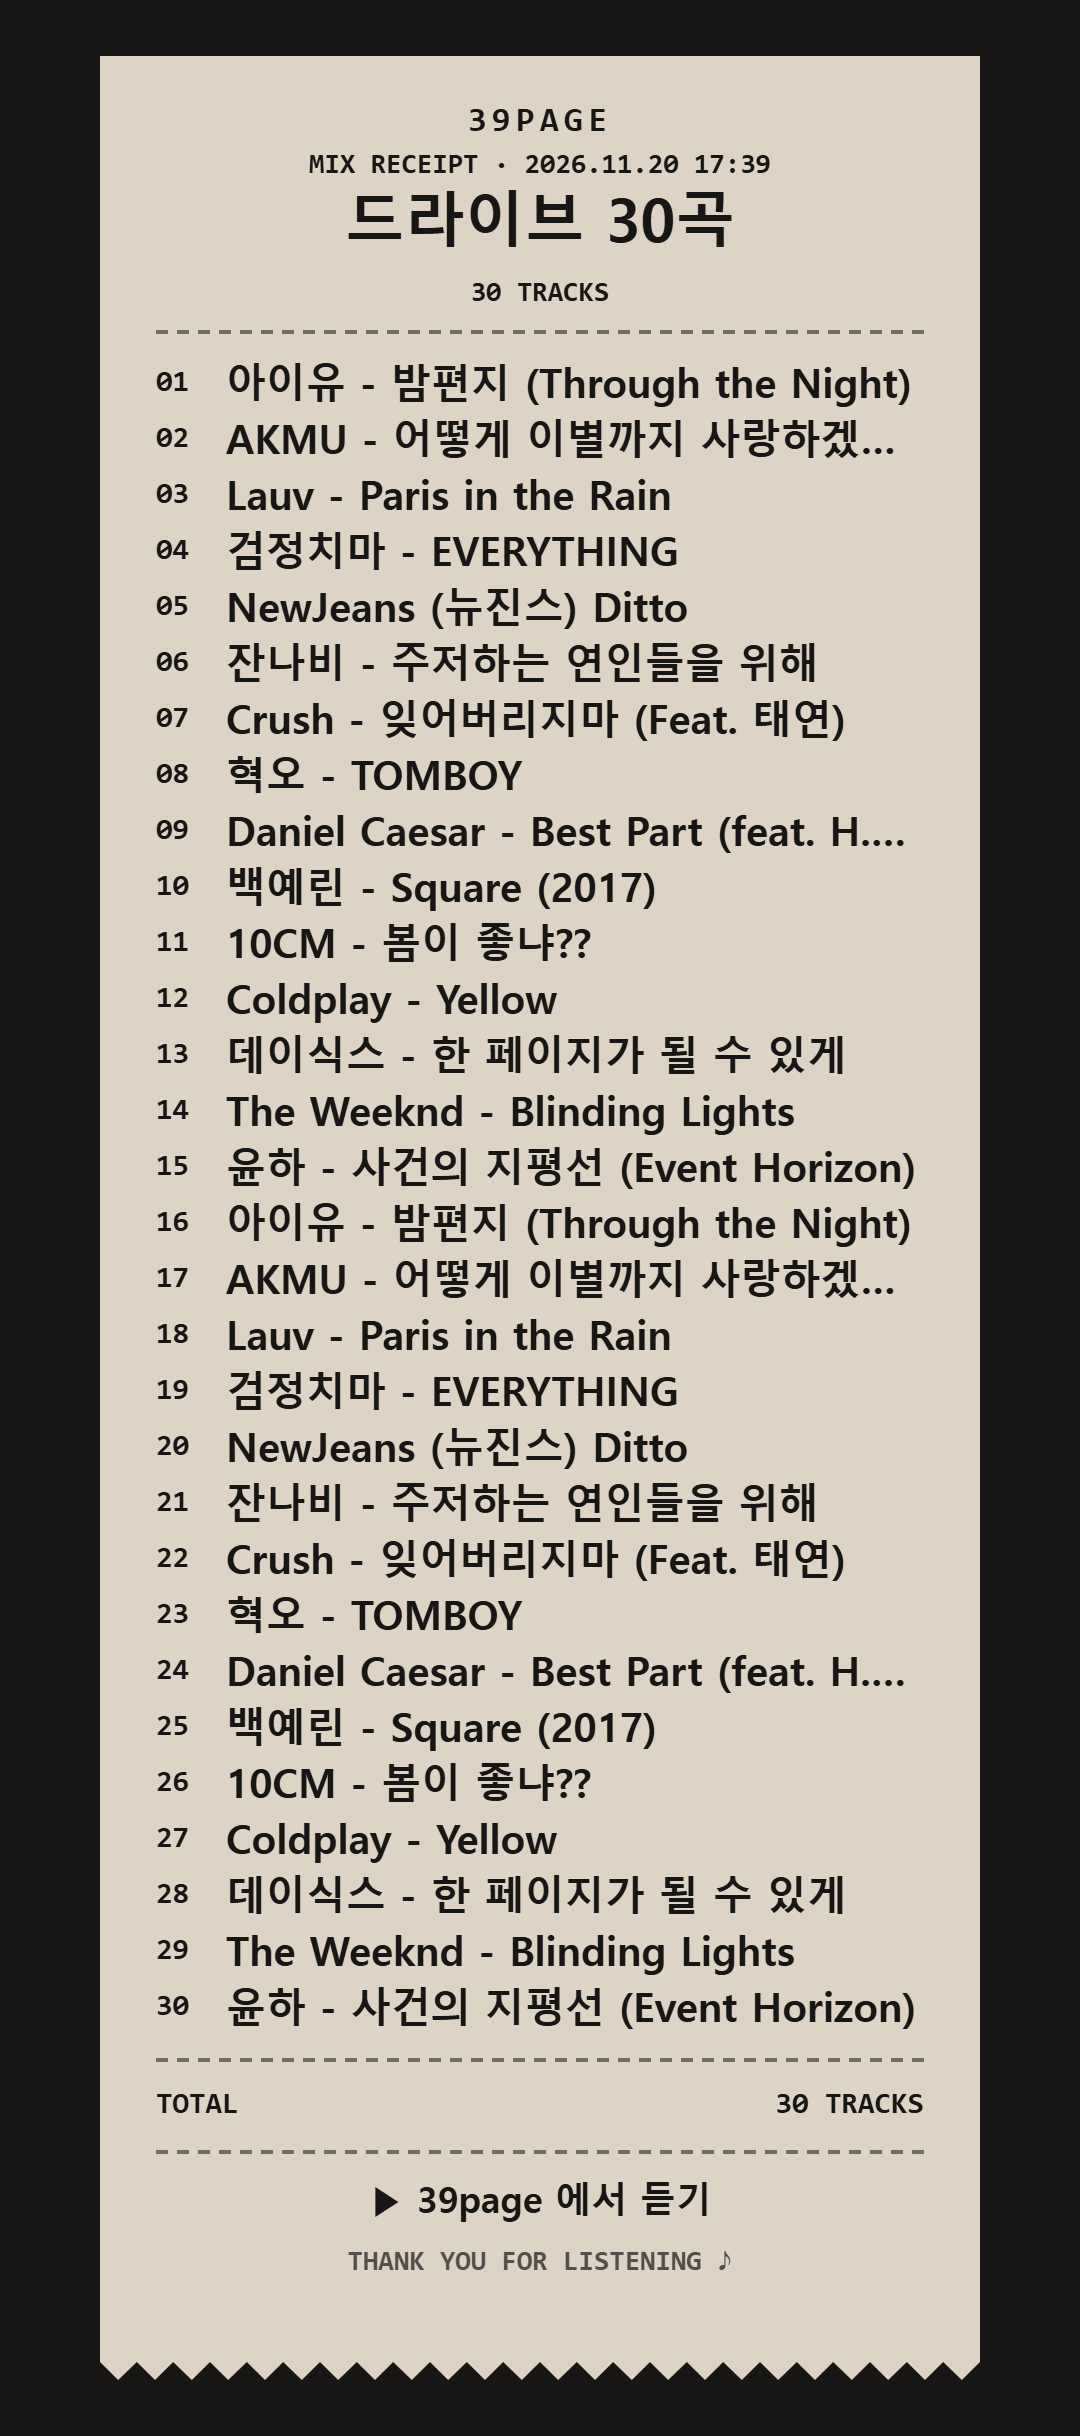 39PAGE
MIX RECEIPT · 2026.11.20 17:39
드라이브 30곡
30 TRACKS
01 아이유 - 밤편지 (Through the Night)
02 AKMU - 어떻게 이별까지 사랑하겠...
03 Lauv - Paris in the Rain
04 검정치마 - EVERYTHING
05 NewJeans (뉴진스) Ditto
06 잔나비 - 주저하는 연인들을 위해
07 Crush - 잊어버리지마 (Feat. 태연)
08 혁오 - TOMBOY
09 Daniel Caesar - Best Part (feat. H....
10 백예린 - Square (2017)
11 10CM - 봄이 좋냐??
12 Coldplay - Yellow
13 데이식스 - 한 페이지가 될 수 있게
14 The Weeknd - Blinding Lights
15 윤하 - 사건의 지평선 (Event Horizon)
16 아이유 - 밤편지 (Through the Night)
17 AKMU - 어떻게 이별까지 사랑하겠...
18 Lauv - Paris in the Rain
19 검정치마 - EVERYTHING
20 NewJeans (뉴진스) Ditto
21 잔나비 - 주저하는 연인들을 위해
22 Crush - 잊어버리지마 (Feat. 태연)
23 혁오 - TOMBOY
24 Daniel Caesar - Best Part (feat. H....
25 백예린 - Square (2017)
26 10CM - 봄이 좋냐??
27 Coldplay - Yellow
28 데이식스 - 한 페이지가 될 수 있게
29 The Weeknd - Blinding Lights
30 윤하 - 사건의 지평선 (Event Horizon)
TOTAL 30 TRACKS
▶ 39page 에서 듣기
THANK YOU FOR LISTENING ♪